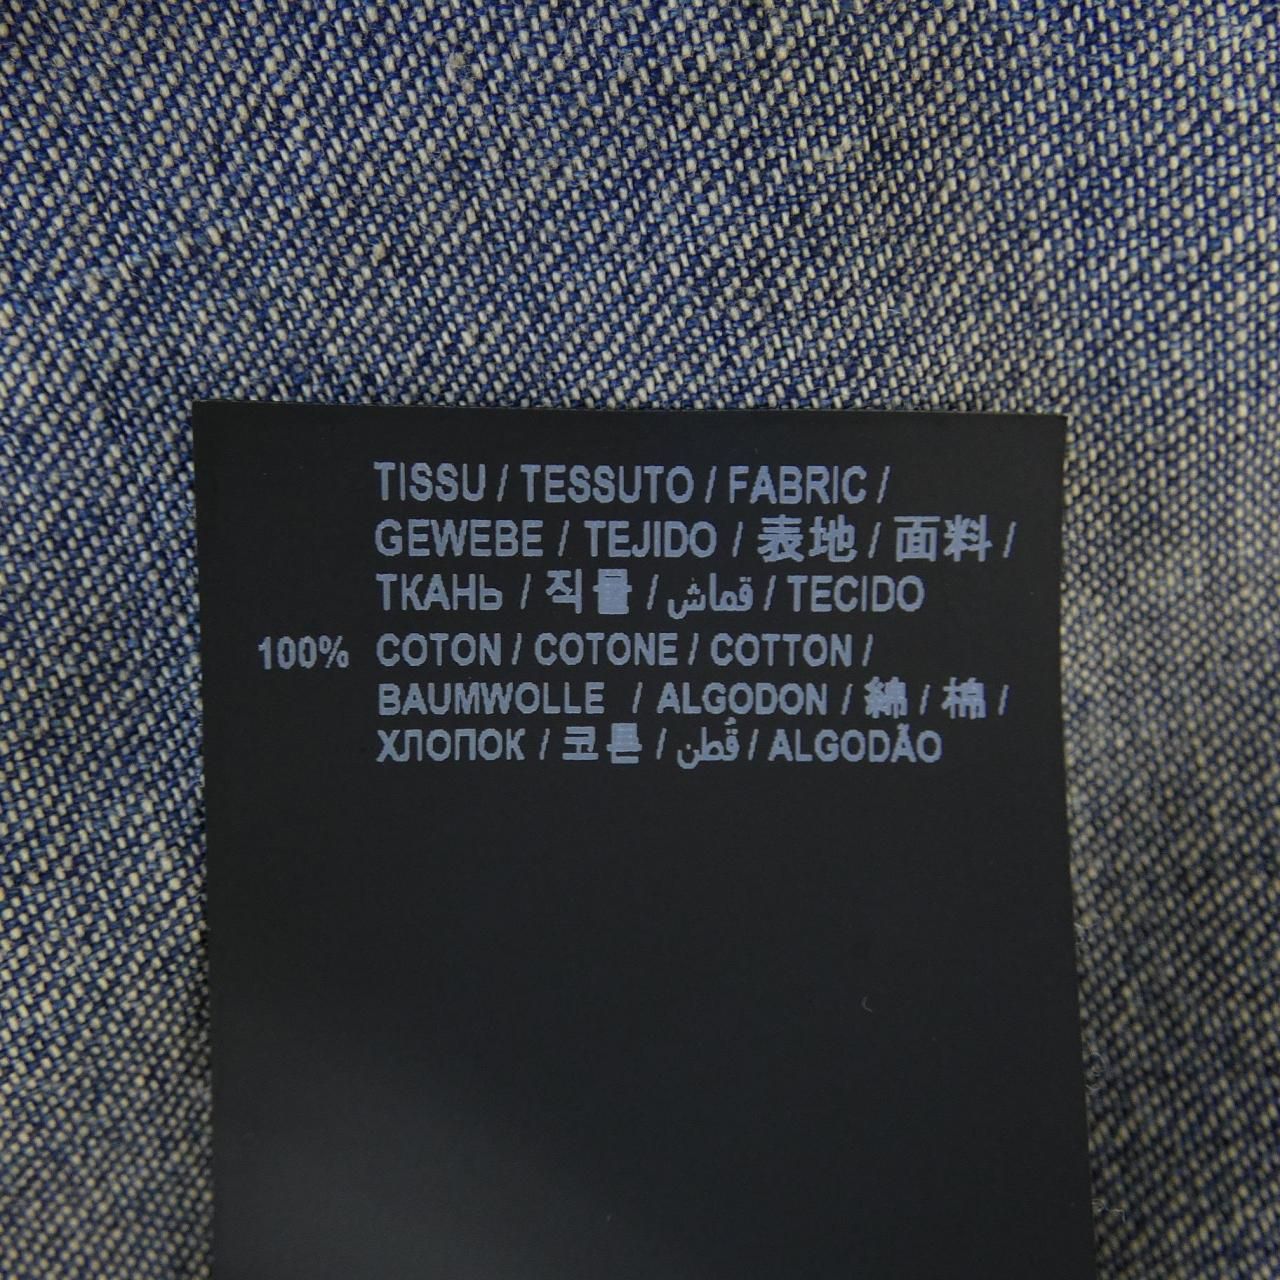 TISSU / TESSUTO / FABRIC /
GEWEBE / TEJIDO / 表地 / 面料 /
ТКАНЬ / 직물 / قماش / TECIDO
100% COTON / COTONE / COTTON /
BAUMWOLLE / ALGODON / 綿 / 棉 /
ХЛОПОК / 코튼 / قُطن / ALGODÃO